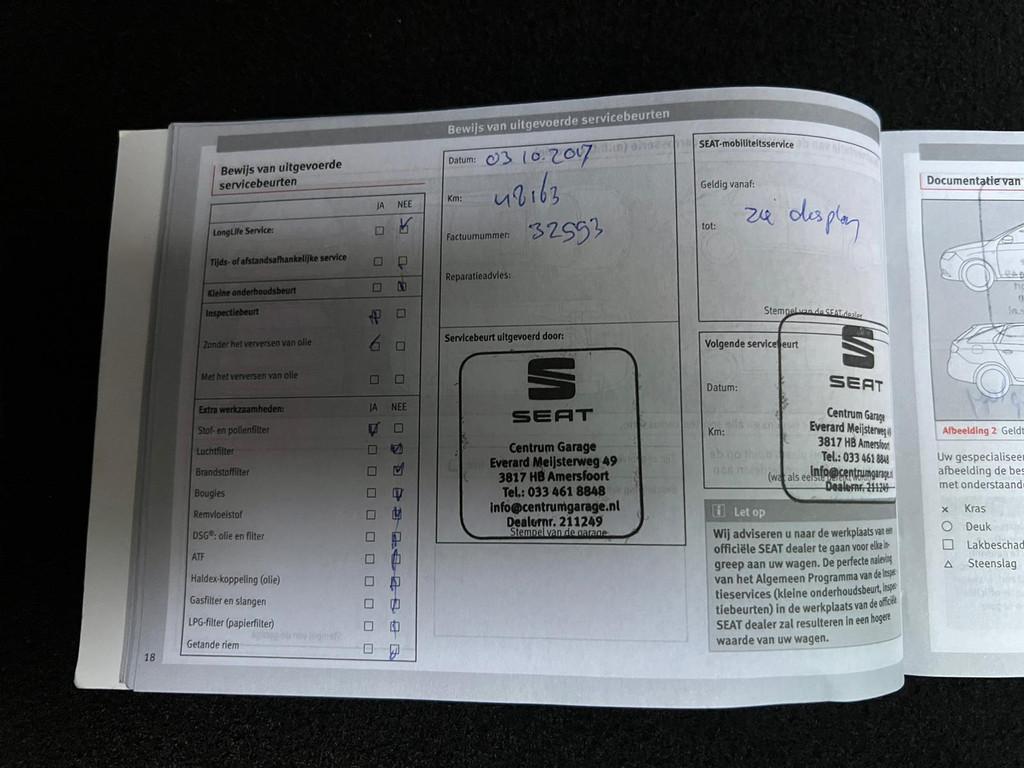 Bewijs van uitgevoerde servicebeurten
Bewijs van uitgevoerde
servicebeurten
JA NEE
LongLife Service:
Tijds- of afstandsafhankelijke service
Kleine onderhoudsbeurt
Inspectiebeurt
Zonder het verversen van olie
Met het verversen van olie
Extra werkzaamheden: JA NEE
Stof- en pollenfilter
Luchtfilter
Brandstoffilter
Bougies
Remvloeistof
DSG®: olie en filter
ATF
Haldex-koppeling (olie)
Gasfilter en slangen
LPG-filter (papierfilter)
Getande riem
18
Datum: 03 10.2017
Km: 48163
Factuurnummer: 32593
Reparatieadvies:
Servicebeurt uitgevoerd door:
SEAT
Centrum Garage
Everard Meijsterweg 49
3817 HB Amersfoort
Tel.: 033 461 8848
info@centrumgarage.nl
Dealernr. 211249
Stempel van de garage
SEAT-mobiliteitsservice
Geldig vanaf:
tot: zie display
Stempel van de SEAT-dealer
Volgende servicebeurt
Datum:
Km:
SEAT
Centrum Garage
Everard Meijsterweg 49
3817 HB Amersfoort
Tel.: 033 461 8848
info@centrumgarage.
Dealernr. 211249
i Let op
Wij adviseren u naar de werkplaats van een
officiële SEAT dealer te gaan voor elke in-
greep aan uw wagen. De perfecte naleving
van het Algemeen Programma van de Inspec-
tieservices (kleine onderhoudsbeurt, inspec-
tiebeurten) in de werkplaats van de officiële
SEAT dealer zal resulteren in een hogere
waarde van uw wagen.
Documentatie van
Afbeelding 2 Geldt
Uw gespecialiseer
afbeelding de bes
met onderstaand
× Kras
○ Deuk
□ Lakbeschad
△ Steenslag